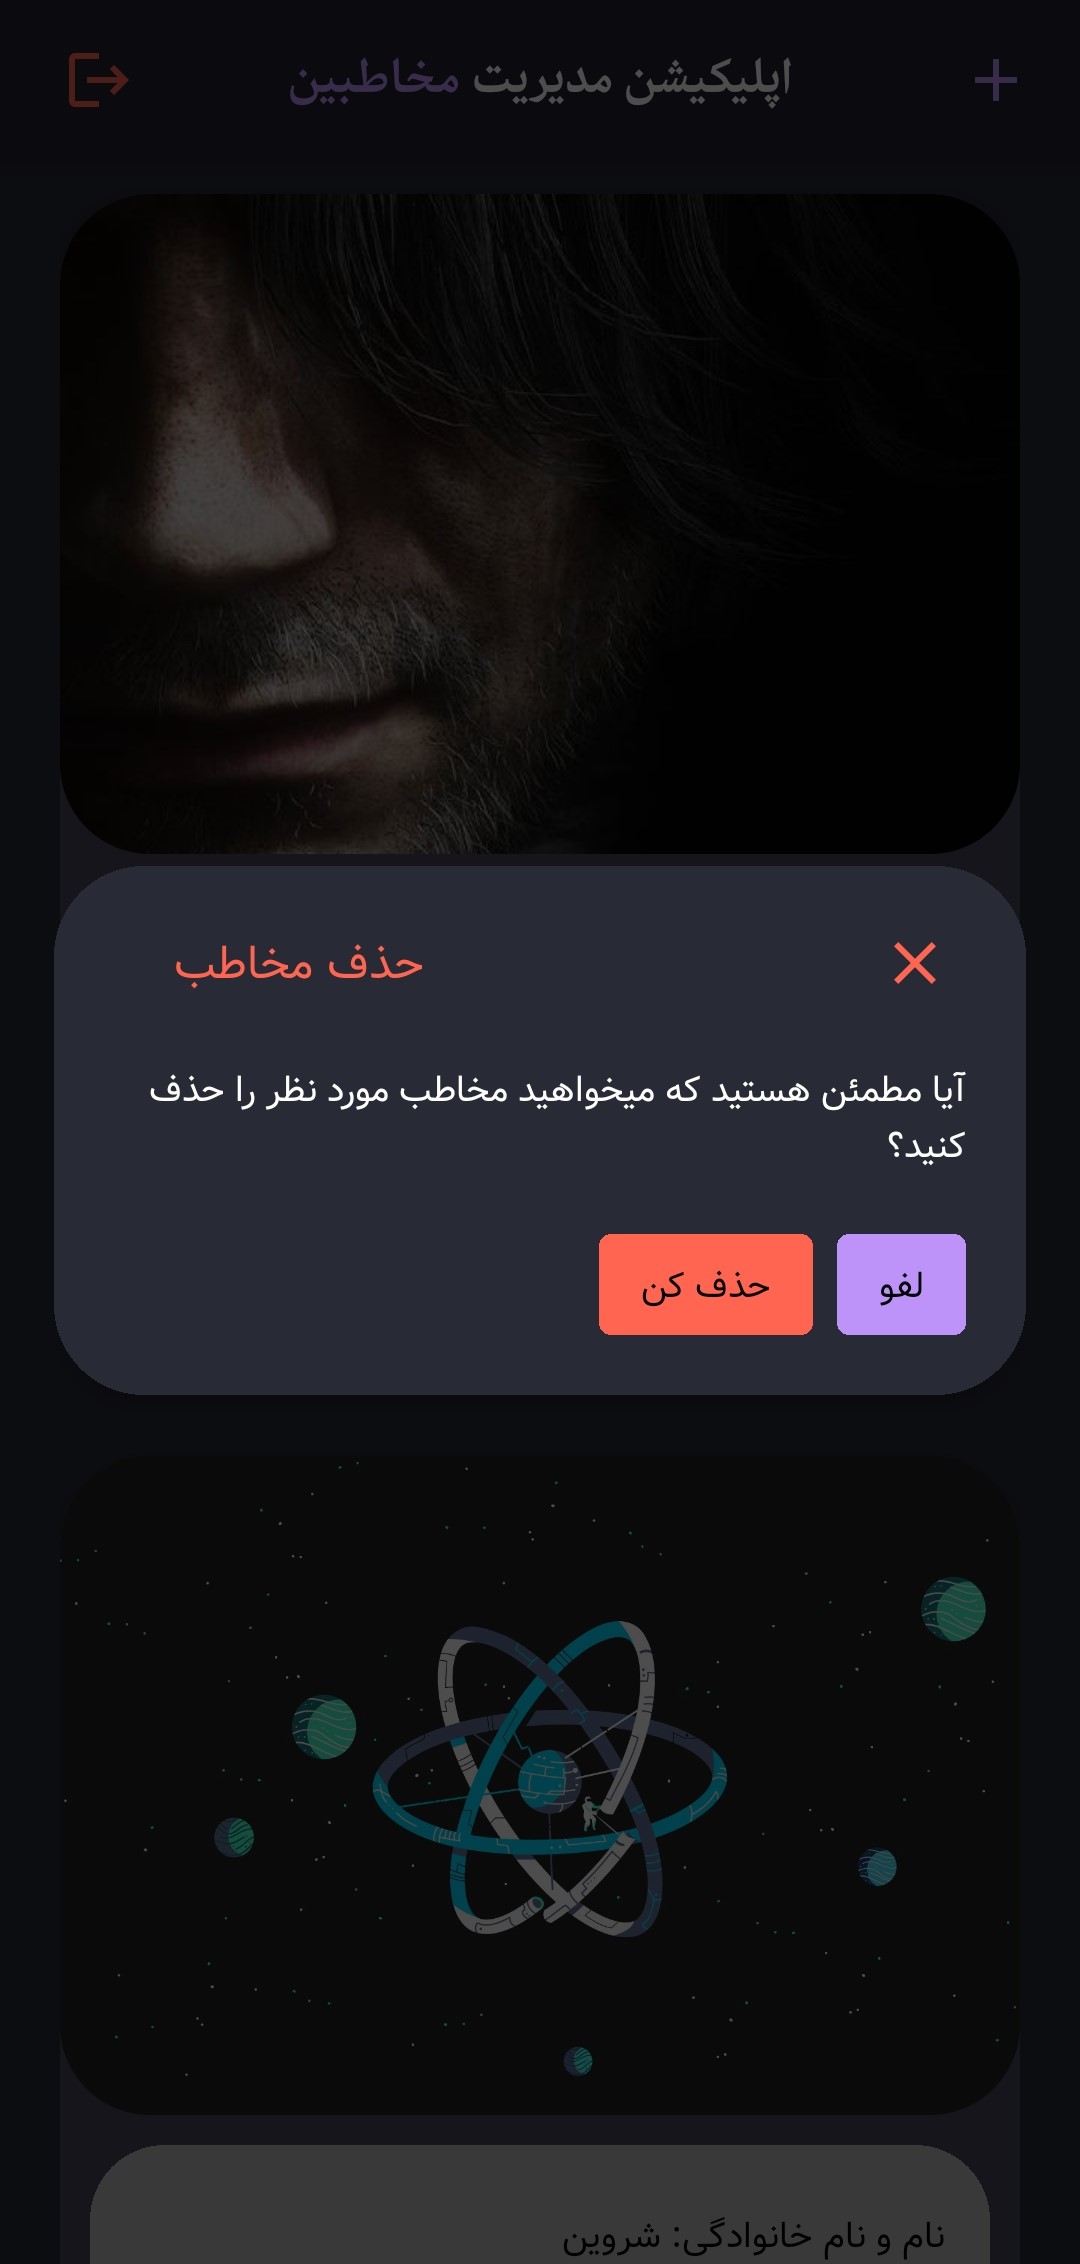 اپلیکیشن مدیریت مخاطبین
حذف مخاطب
آیا مطمئن هستید که میخواهید مخاطب مورد نظر را حذف
کنید؟
لفو
حذف کن
نام و نام خانوادگی: شروین